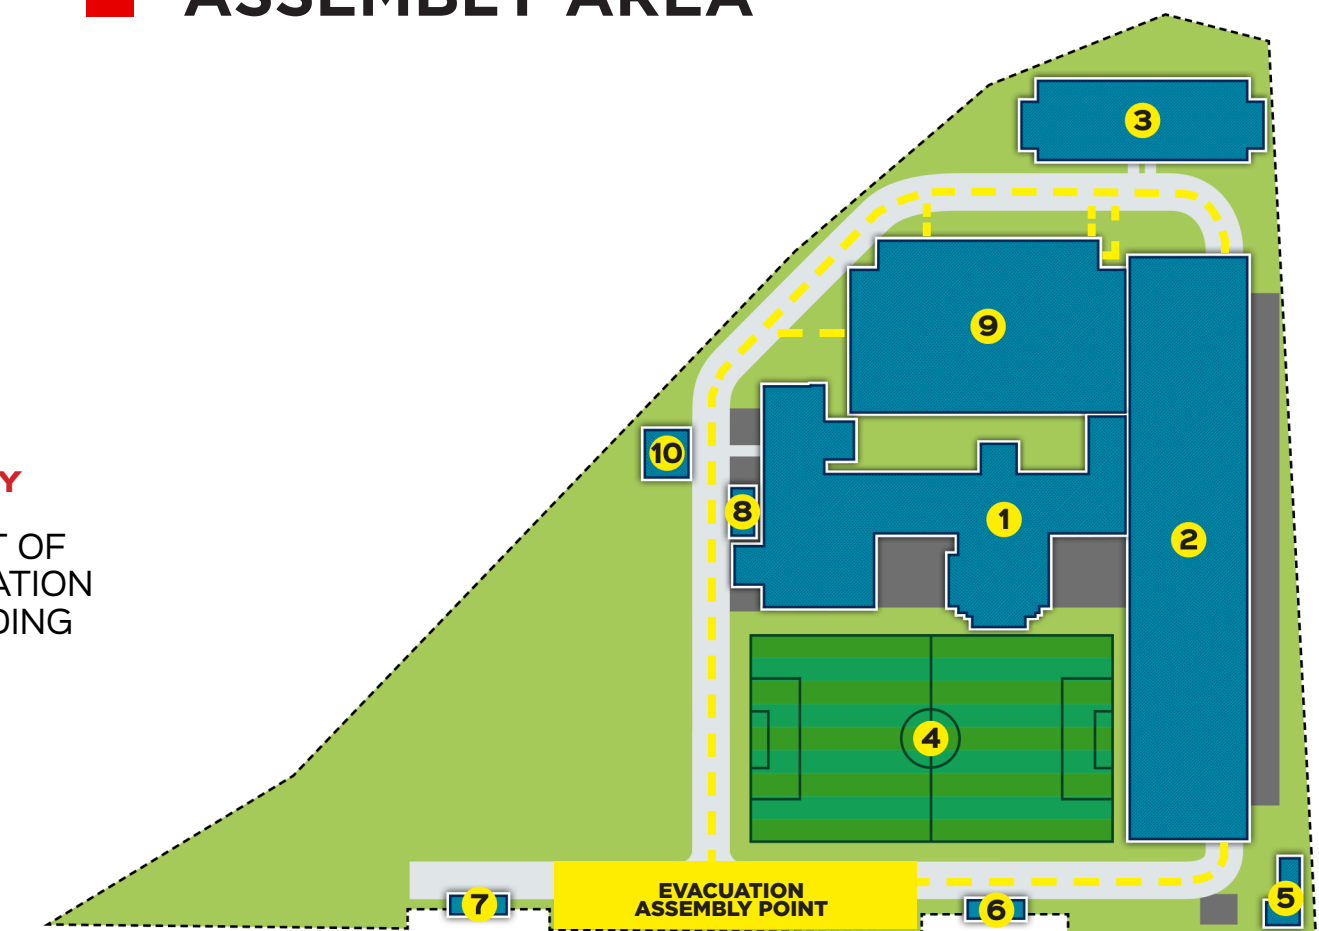 ASSEMBLY AREA
3
9
10
8
1
2
4
EVACUATION
ASSEMBLY POINT
7
6
5
Y
T OF
ATION
DING